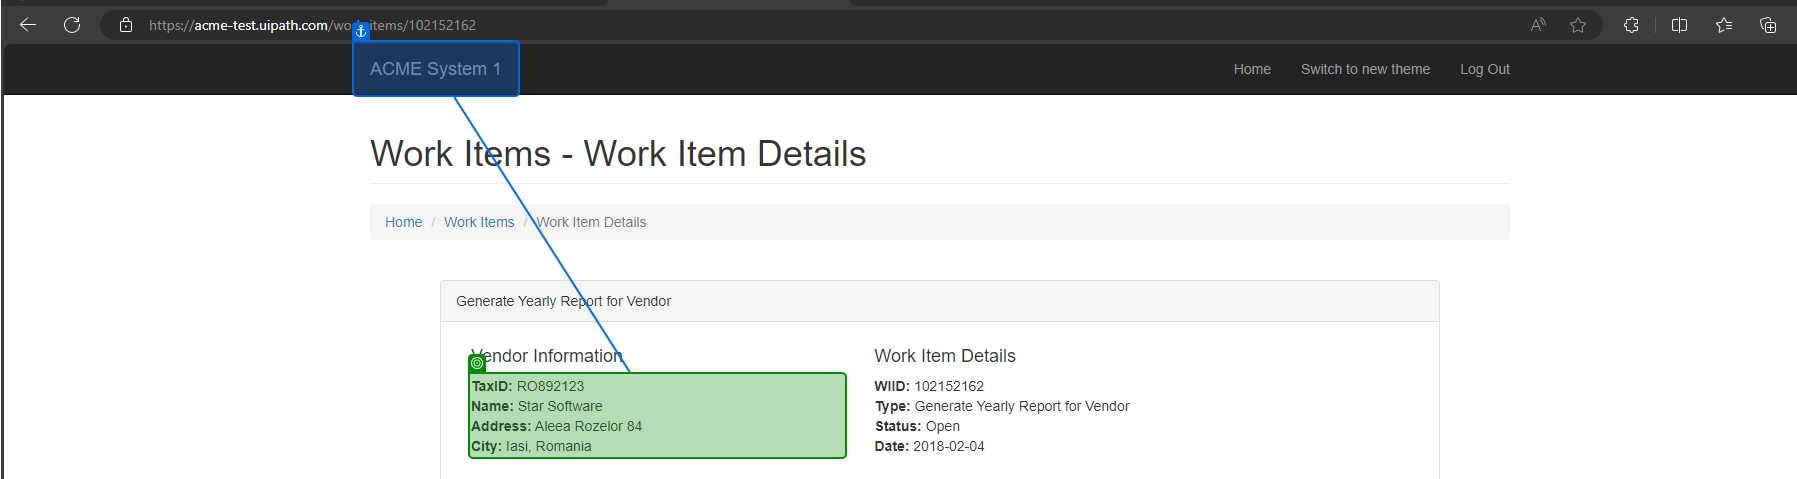 https://acme-test.uipath.com/work-items/102152162
ACME System 1
Home
Switch to new theme
Log Out
Work Items - Work Item Details
Home / Work Items / Work Item Details
Generate Yearly Report for Vendor
Vendor Information
TaxID: RO892123
Name: Star Software
Address: Aleea Rozelor 84
City: Iasi, Romania
Work Item Details
WIID: 102152162
Type: Generate Yearly Report for Vendor
Status: Open
Date: 2018-02-04